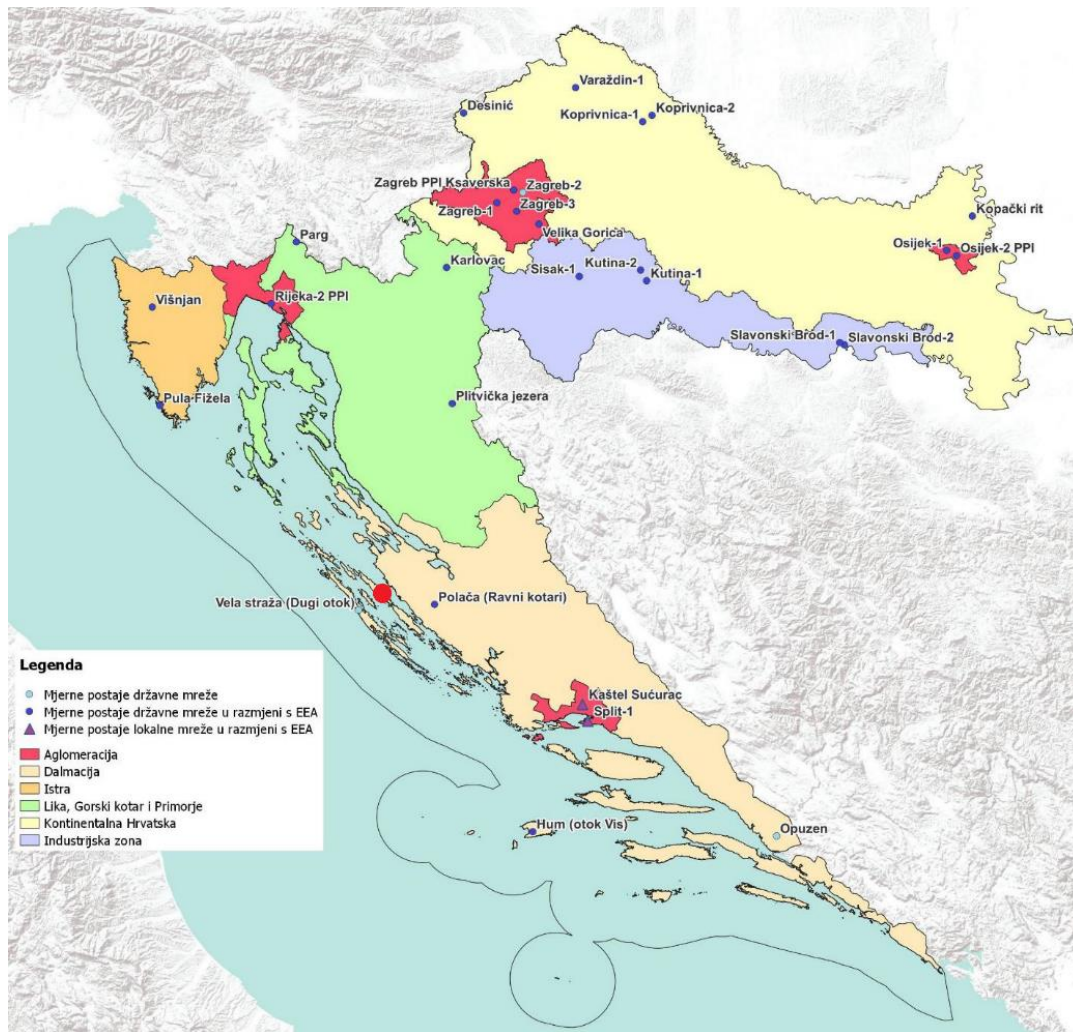 Varaždin-1
Desinić
Koprivnica-2
Koprivnica-1
Zagreb PPI Ksaverska
Zagreb-2
Zagreb-1
Zagreb-3
Velika Gorica
Kopački rit
Osijek-1
Osijek-2 PPI
Parg
Karlovac
Sisak-1
Kutina-2
Kutina-1
Višnjan
Rijeka-2 PPI
Slavonski Brod-1
Slavonski Brod-2
Pula Fižela
Plitvička jezera
Vela straža (Dugi otok)
Polača (Ravni kotari)
Kaštel Sućurac
Split-1
Hum (otok Vis)
Opuzen
Legenda
Mjerne postaje državne mreže
Mjerne postaje državne mreže u razmjeni s EEA
Mjerne postaje lokalne mreže u razmjeni s EEA
Aglomeracija
Dalmacija
Istra
Lika, Gorski kotar i Primorje
Kontinentalna Hrvatska
Industrijska zona